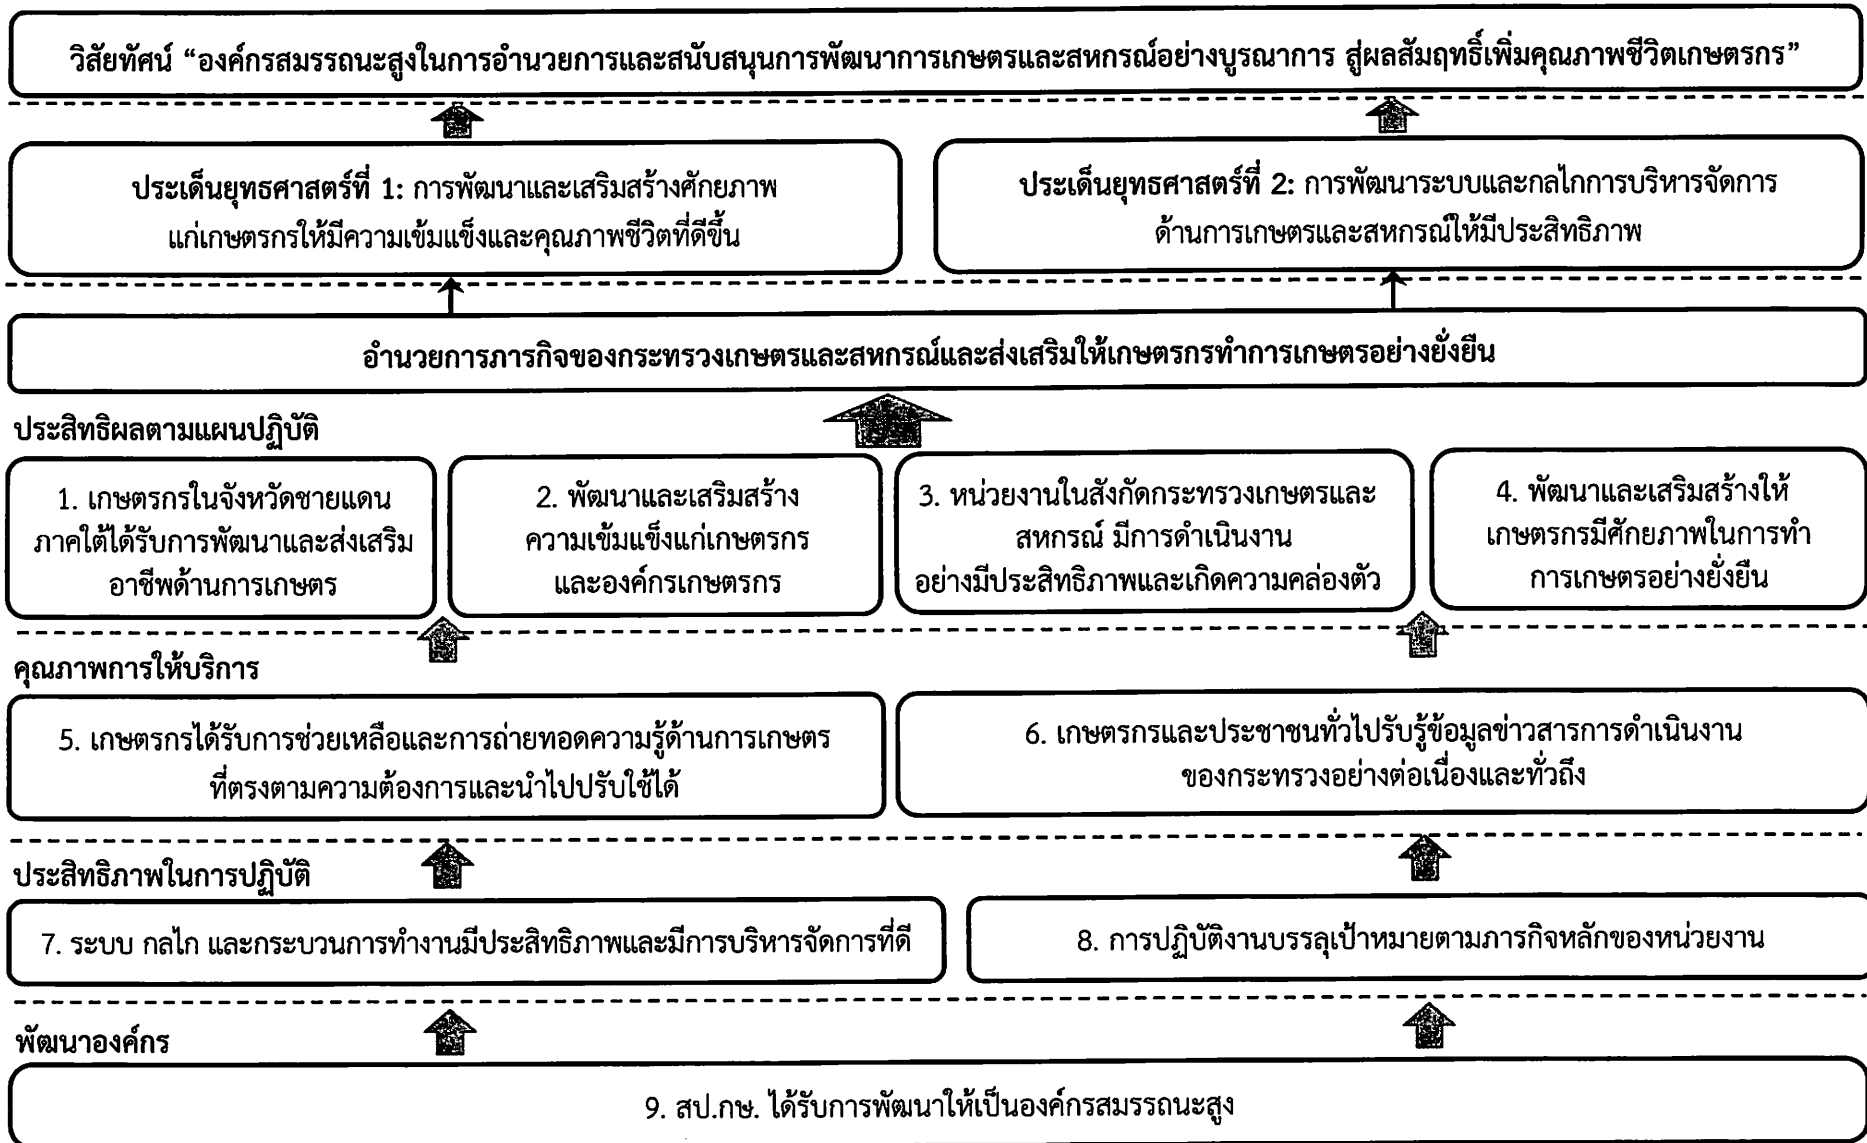 วิสัยทัศน์ “องค์กรสมรรถนะสูงในการอำนวยการและสนับสนุนการพัฒนาการเกษตรและสหกรณ์อย่างบูรณาการ สู่ผลสัมฤทธิ์เพิ่มคุณภาพชีวิตเกษตรกร”
ประเด็นยุทธศาสตร์ที่ 1: การพัฒนาและเสริมสร้างศักยภาพ
แก่เกษตรกรให้มีความเข้มแข็งและคุณภาพชีวิตที่ดีขึ้น
ประเด็นยุทธศาสตร์ที่ 2: การพัฒนาระบบและกลไกการบริหารจัดการ
ด้านการเกษตรและสหกรณ์ให้มีประสิทธิภาพ
อำนวยการภารกิจของกระทรวงเกษตรและสหกรณ์และส่งเสริมให้เกษตรกรทำการเกษตรอย่างยั่งยืน
ประสิทธิผลตามแผนปฏิบัติ
1. เกษตรกรในจังหวัดชายแดน
ภาคใต้ได้รับการพัฒนาและส่งเสริม
อาชีพด้านการเกษตร
2. พัฒนาและเสริมสร้าง
ความเข้มแข็งแก่เกษตรกร
และองค์กรเกษตรกร
3. หน่วยงานในสังกัดกระทรวงเกษตรและ
สหกรณ์ มีการดำเนินงาน
อย่างมีประสิทธิภาพและเกิดความคล่องตัว
4. พัฒนาและเสริมสร้างให้
เกษตรกรมีศักยภาพในการทำ
การเกษตรอย่างยั่งยืน
คุณภาพการให้บริการ
5. เกษตรกรได้รับการช่วยเหลือและการถ่ายทอดความรู้ด้านการเกษตร
ที่ตรงตามความต้องการและนำไปปรับใช้ได้
6. เกษตรกรและประชาชนทั่วไปรับรู้ข้อมูลข่าวสารการดำเนินงาน
ของกระทรวงอย่างต่อเนื่องและทั่วถึง
ประสิทธิภาพในการปฏิบัติ
7. ระบบ กลไก และกระบวนการทำงานมีประสิทธิภาพและมีการบริหารจัดการที่ดี
8. การปฏิบัติงานบรรลุเป้าหมายตามภารกิจหลักของหน่วยงาน
พัฒนาองค์กร
9. สป.กษ. ได้รับการพัฒนาให้เป็นองค์กรสมรรถนะสูง